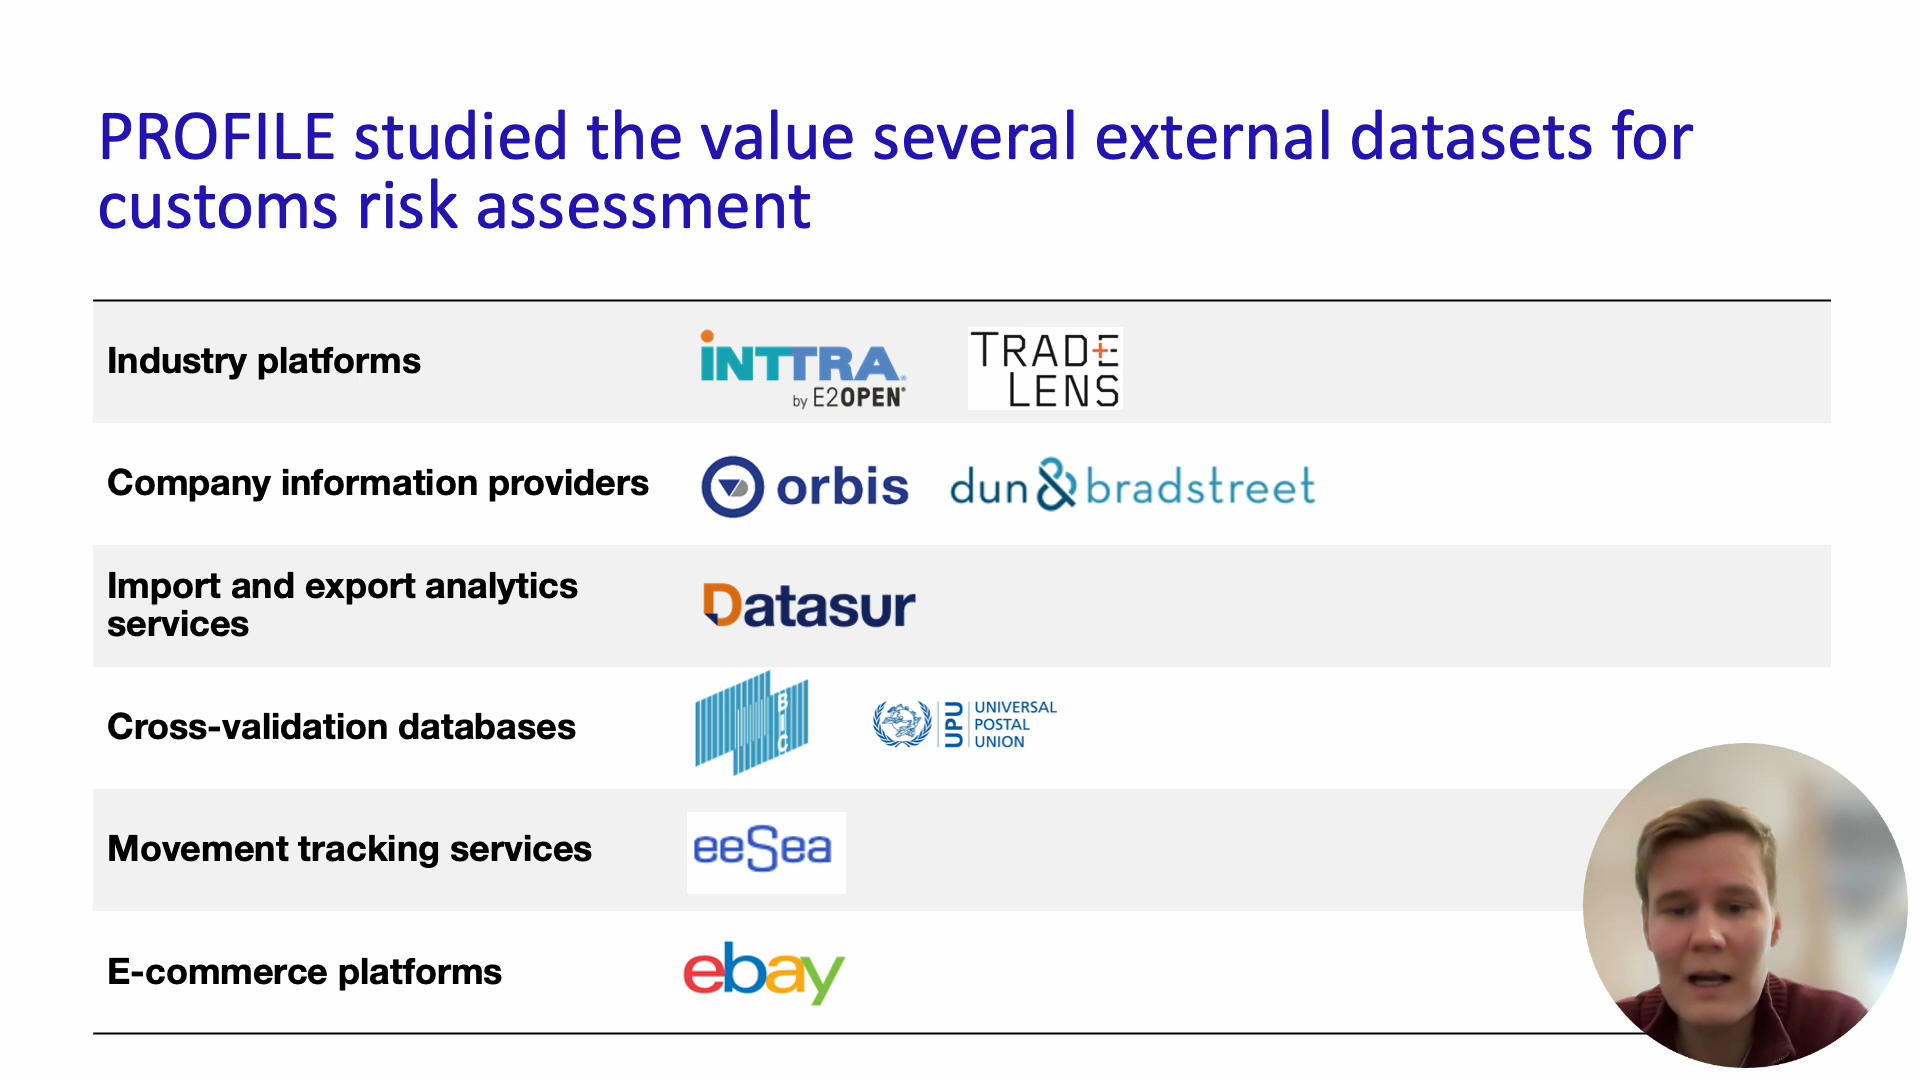 PROFILE studied the value several external datasets for
customs risk assessment
Industry platforms
INTTRA
by E2OPEN
TRADE
LENS
Company information providers
orbis
dun & bradstreet
Import and export analytics
services
Datasur
Cross-validation databases
BIC
UPU
UNIVERSAL
POSTAL
UNION
Movement tracking services
eeSea
E-commerce platforms
ebay